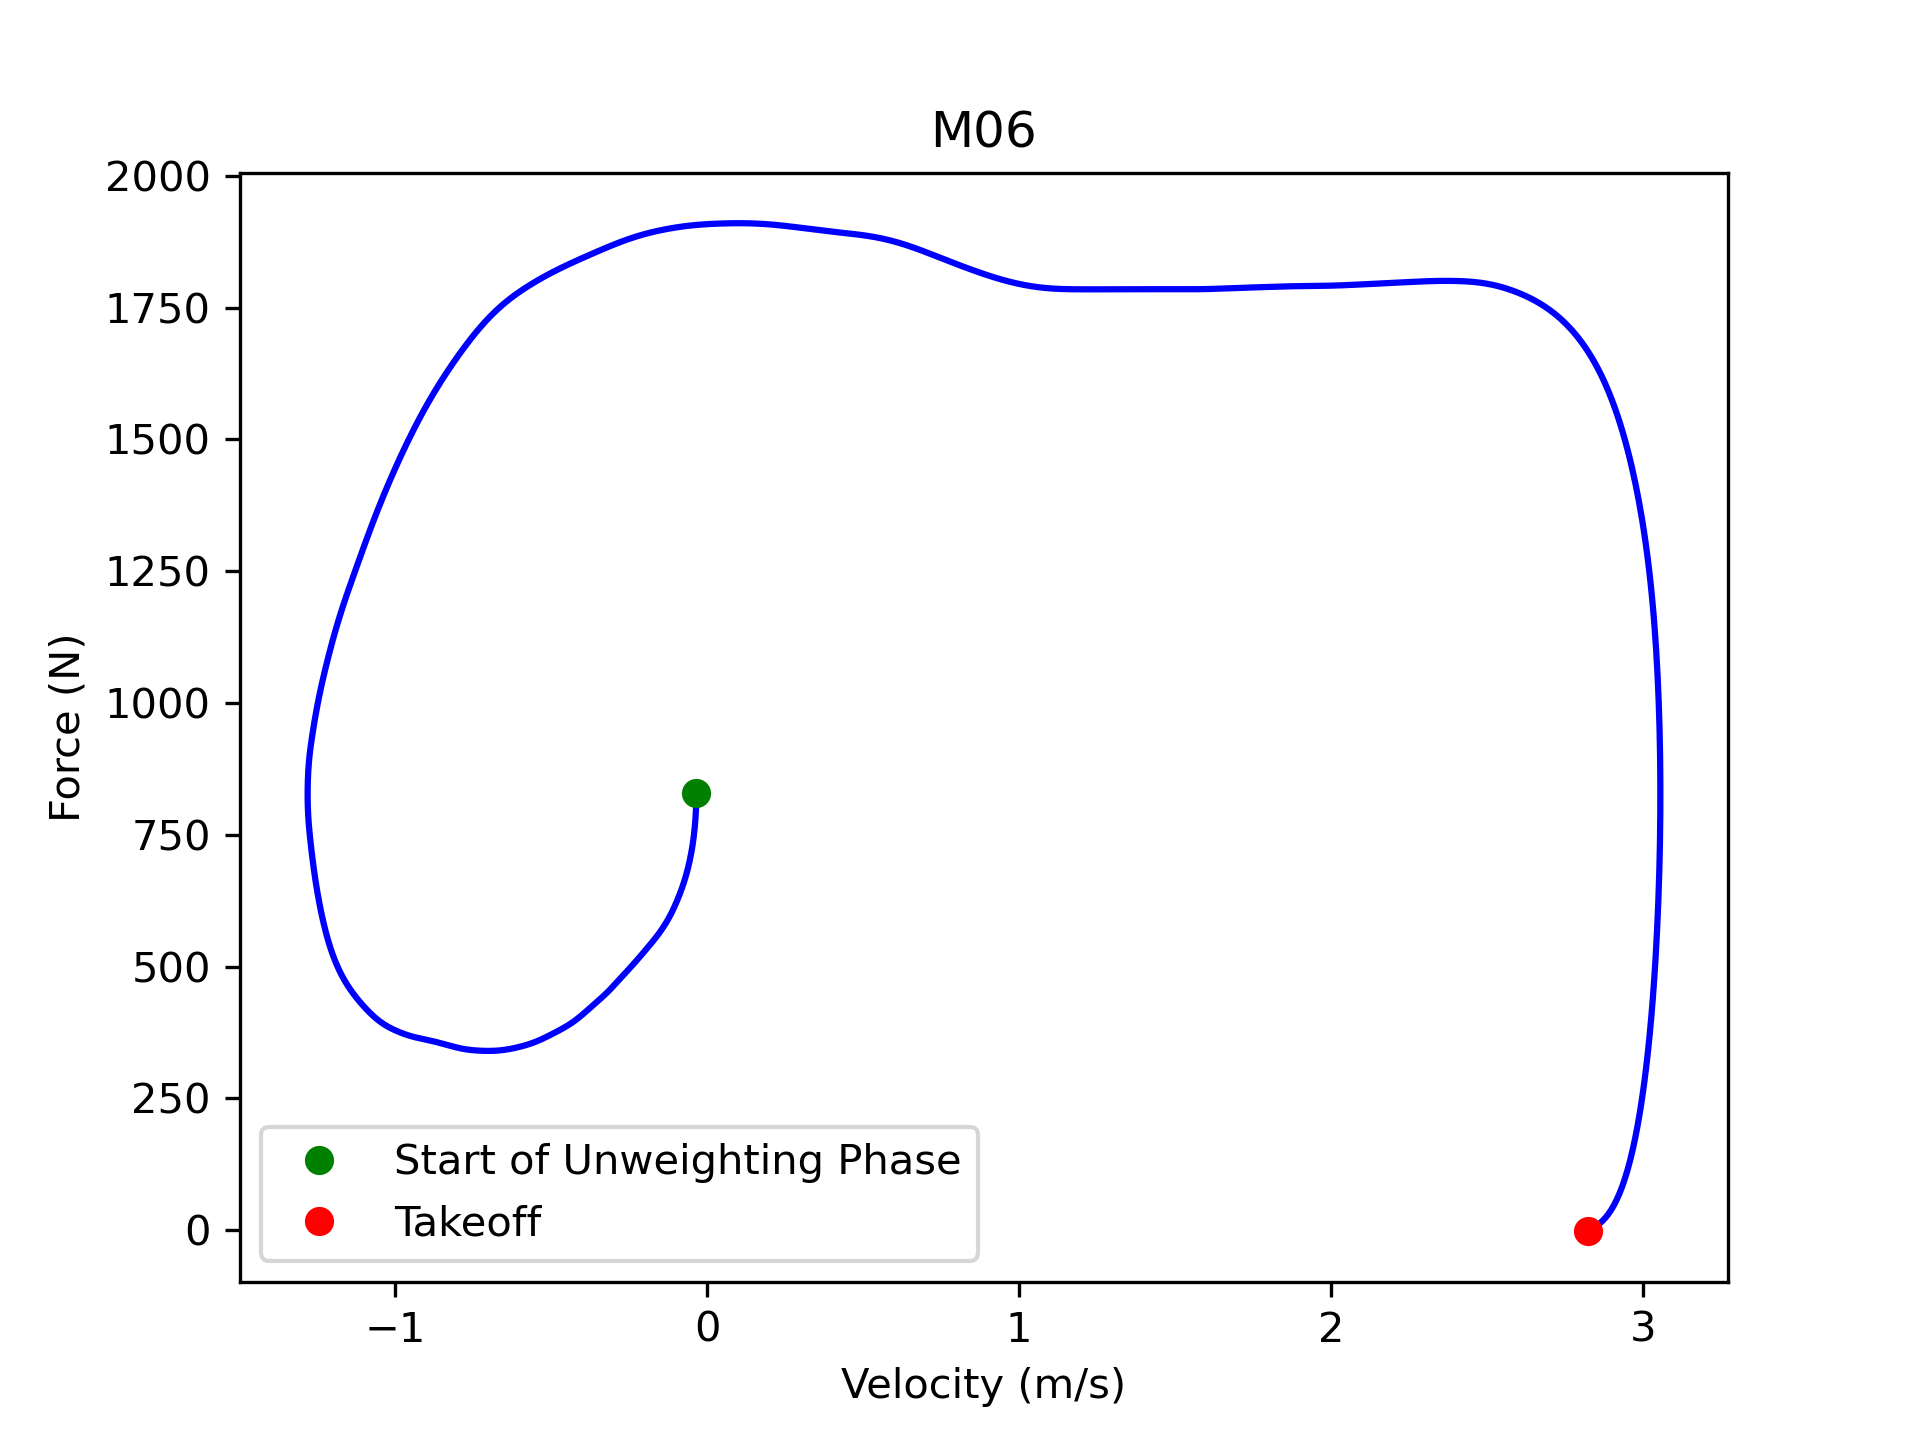 M06
2000
1750
1500
1250
1000
750
500
250
0
Force (N)
Start of Unweighting Phase
Takeoff
−1 0 1 2 3
Velocity (m/s)